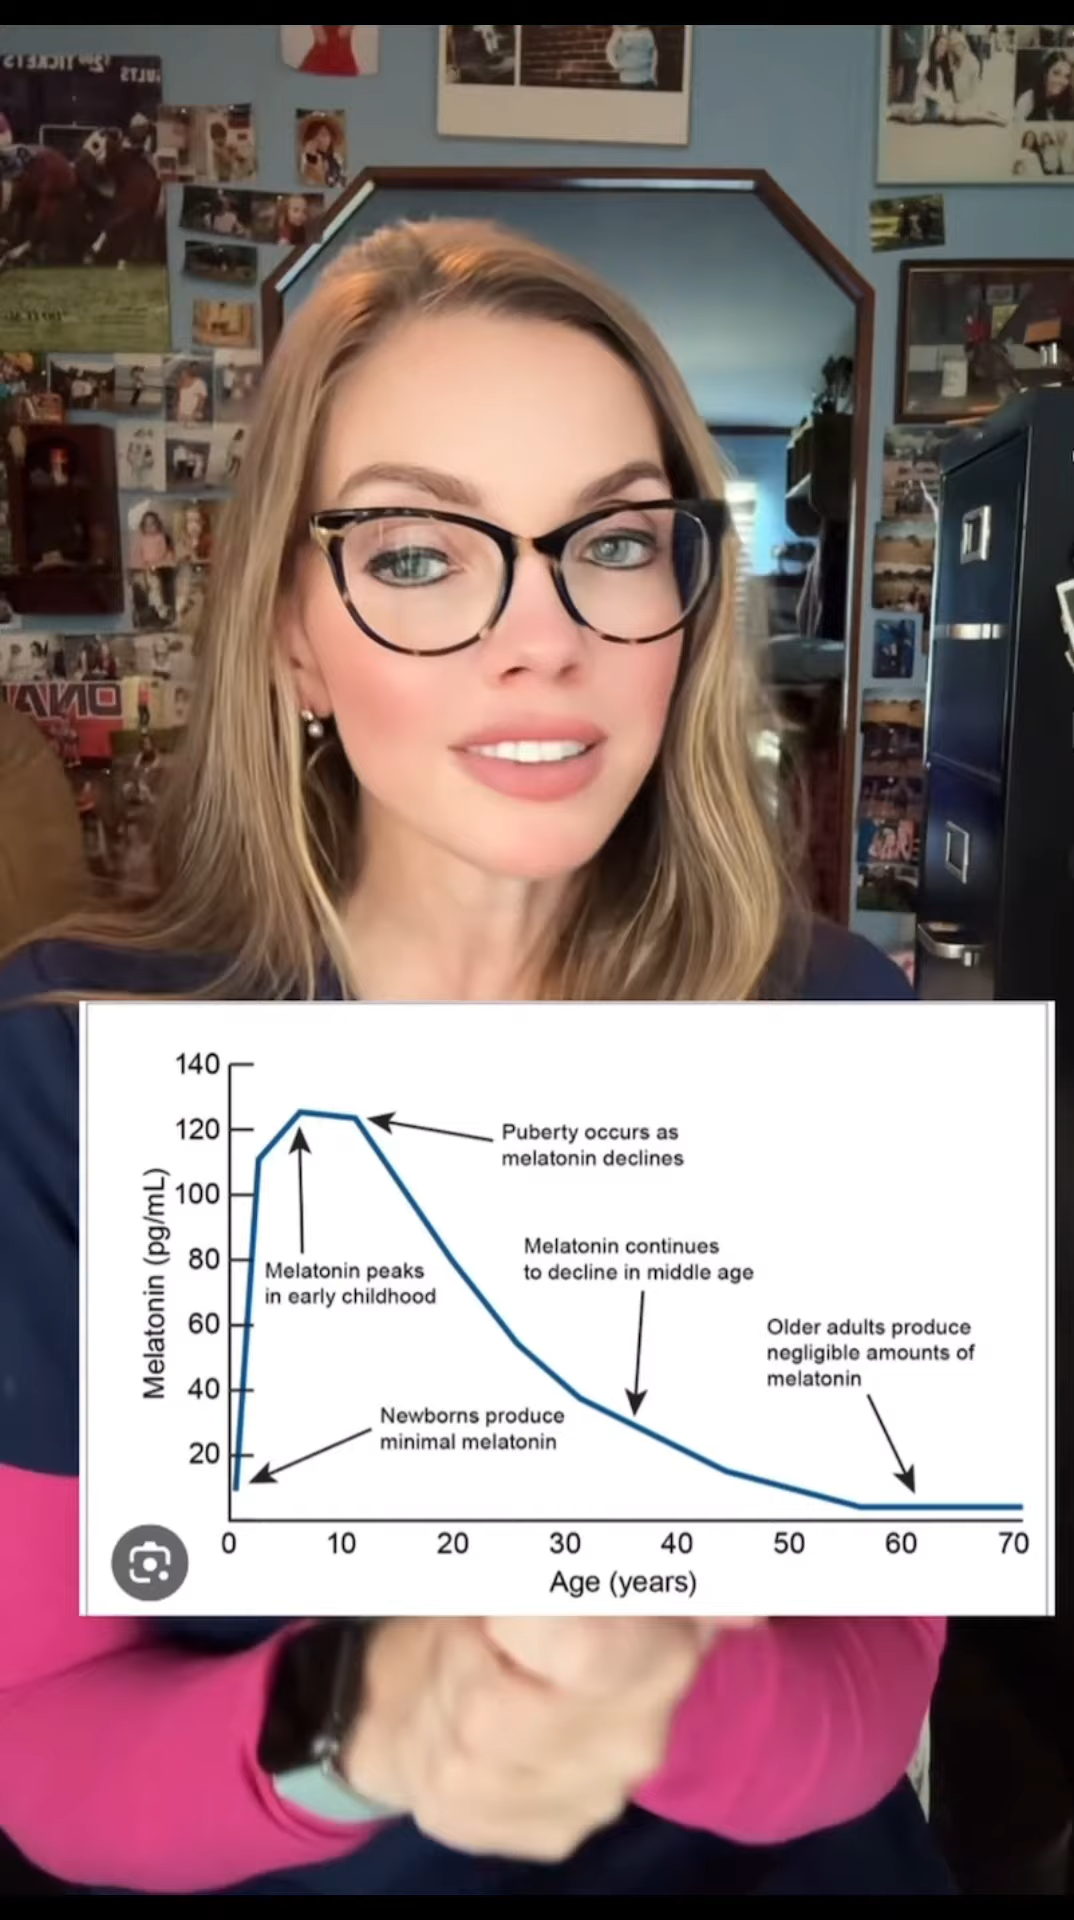 140
120
100
80
60
40
20
Melatonin (pg/mL)
Puberty occurs as
melatonin declines
Melatonin peaks
in early childhood
Melatonin continues
to decline in middle age
Older adults produce
negligible amounts of
melatonin
Newborns produce
minimal melatonin
0 10 20 30 40 50 60 70
Age (years)